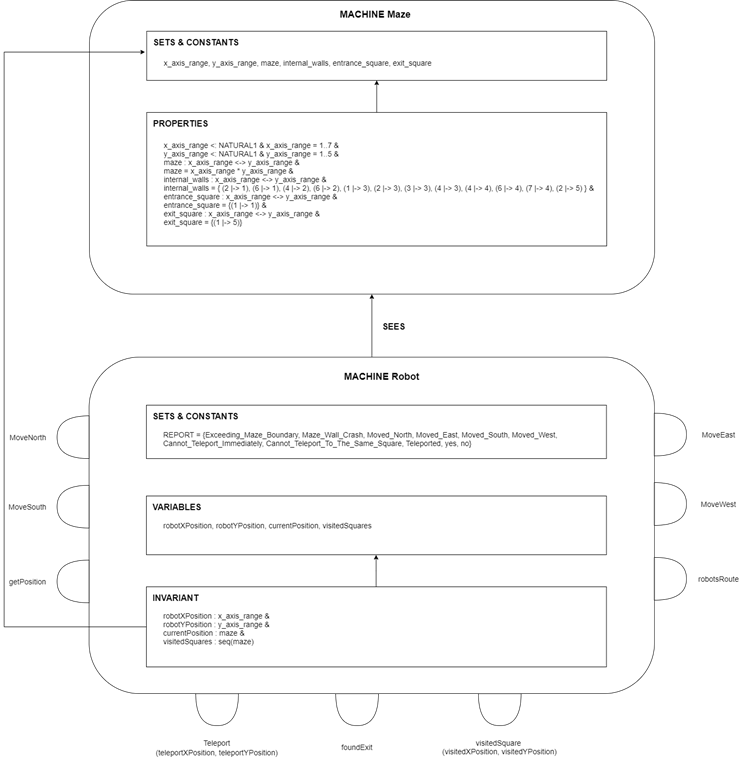 MACHINE Maze
SETS & CONSTANTS
x_axis_range, y_axis_range, maze, internal_walls, entrance_square, exit_square
PROPERTIES
x_axis_range <: NATURAL1 & x_axis_range = 1..7 &
y_axis_range <: NATURAL1 & y_axis_range = 1..5 &
maze : x_axis_range <-> y_axis_range &
maze = x_axis_range * y_axis_range &
internal_walls : x_axis_range <-> y_axis_range &
internal_walls = { (2 |-> 1), (6 |-> 1), (4 |-> 2), (6 |-> 2), (1 |-> 3), (2 |-> 3), (3 |-> 3), (4 |-> 3), (4 |-> 4), (6 |-> 4), (7 |-> 4), (2 |-> 5) } &
entrance_square : x_axis_range <-> y_axis_range &
entrance_square = {(1 |-> 1)} &
exit_square : x_axis_range <-> y_axis_range &
exit_square = {(1 |-> 5)}
SEES
MACHINE Robot
SETS & CONSTANTS
REPORT = {Exceeding_Maze_Boundary, Maze_Wall_Crash, Moved_North, Moved_East, Moved_South, Moved_West,
Cannot_Teleport_Immediately, Cannot_Teleport_To_The_Same_Square, Teleported, yes, no}
MoveNorth
MoveEast
VARIABLES
robotXPosition, robotYPosition, currentPosition, visitedSquares
MoveSouth
MoveWest
getPosition
robotsRoute
INVARIANT
robotXPosition : x_axis_range &
robotYPosition : y_axis_range &
currentPosition : maze &
visitedSquares : seq(maze)
Teleport
(teleportXPosition, teleportYPosition)
foundExit
visitedSquare
(visitedXPosition, visitedYPosition)